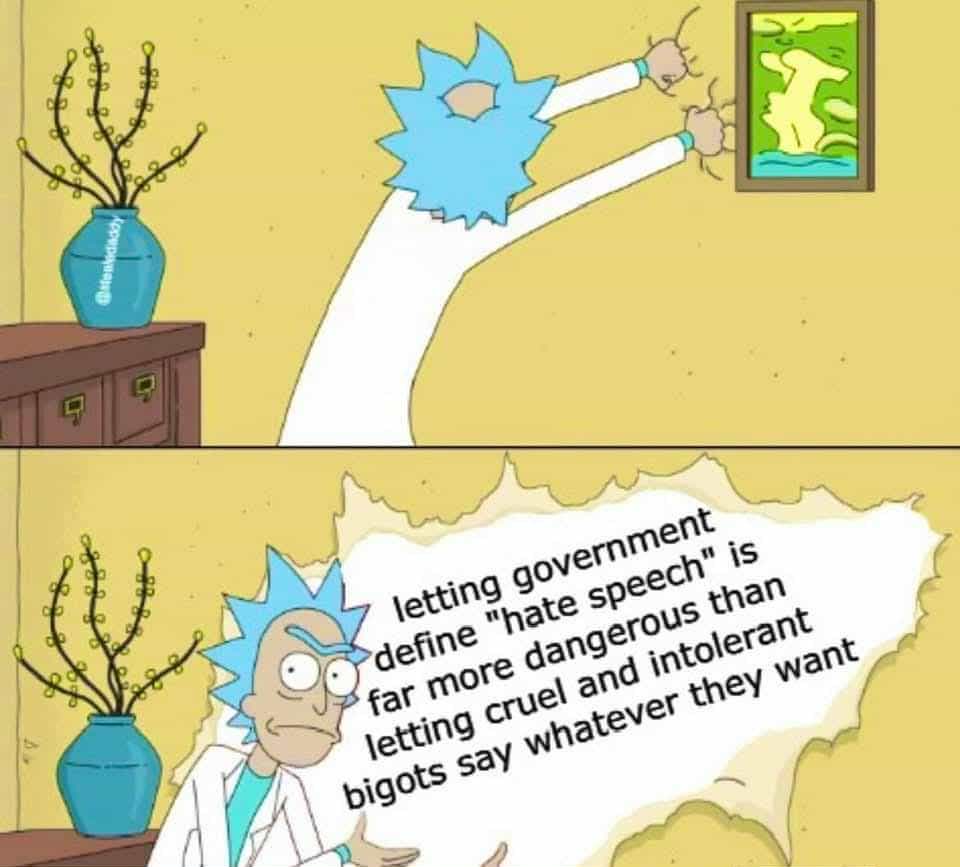 letting government
define "hate speech" is
far more dangerous than
letting cruel and intolerant
bigots say whatever they want